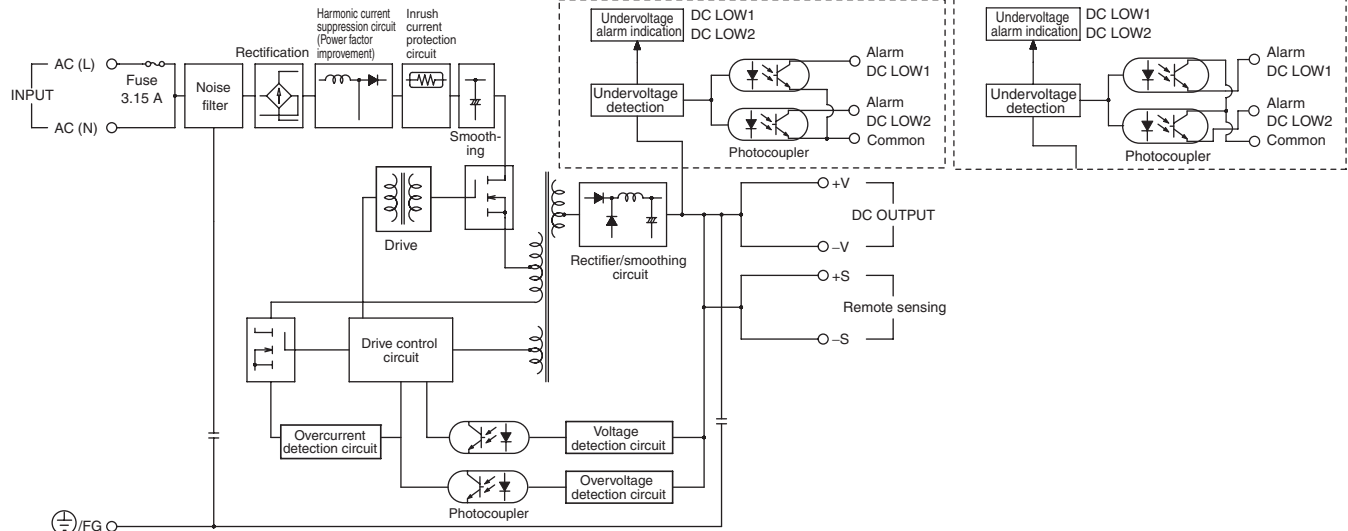 Harmonic current
suppression circuit
(Power factor
improvement)
Inrush
current
protection
circuit
Rectification
AC (L)
Fuse
3.15 A
INPUT
AC (N)
Noise
filter
Smooth-
ing
Undervoltage
alarm indication
DC LOW1
DC LOW2
Undervoltage
detection
Alarm
DC LOW1
Alarm
DC LOW2
Common
Photocoupler
Undervoltage
alarm indication
DC LOW1
DC LOW2
Undervoltage
detection
Alarm
DC LOW1
Alarm
DC LOW2
Common
Photocoupler
Drive
Rectifier/smoothing
circuit
+V
DC OUTPUT
–V
+S
Remote sensing
–S
Drive control
circuit
Overcurrent
detection circuit
Voltage
detection circuit
Overvoltage
detection circuit
Photocoupler
/FG